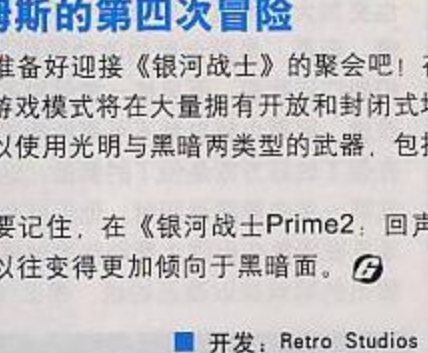 姆斯的第四次冒险
准备好迎接《银河战士》的聚会吧！
游戏模式将在大量拥有开放和封闭式
以使用光明与黑暗两类型的武器，包
要记住，在《银河战士Prime2：回声
以往变得更加倾向于黑暗面。
■ 开发：Retro Studios